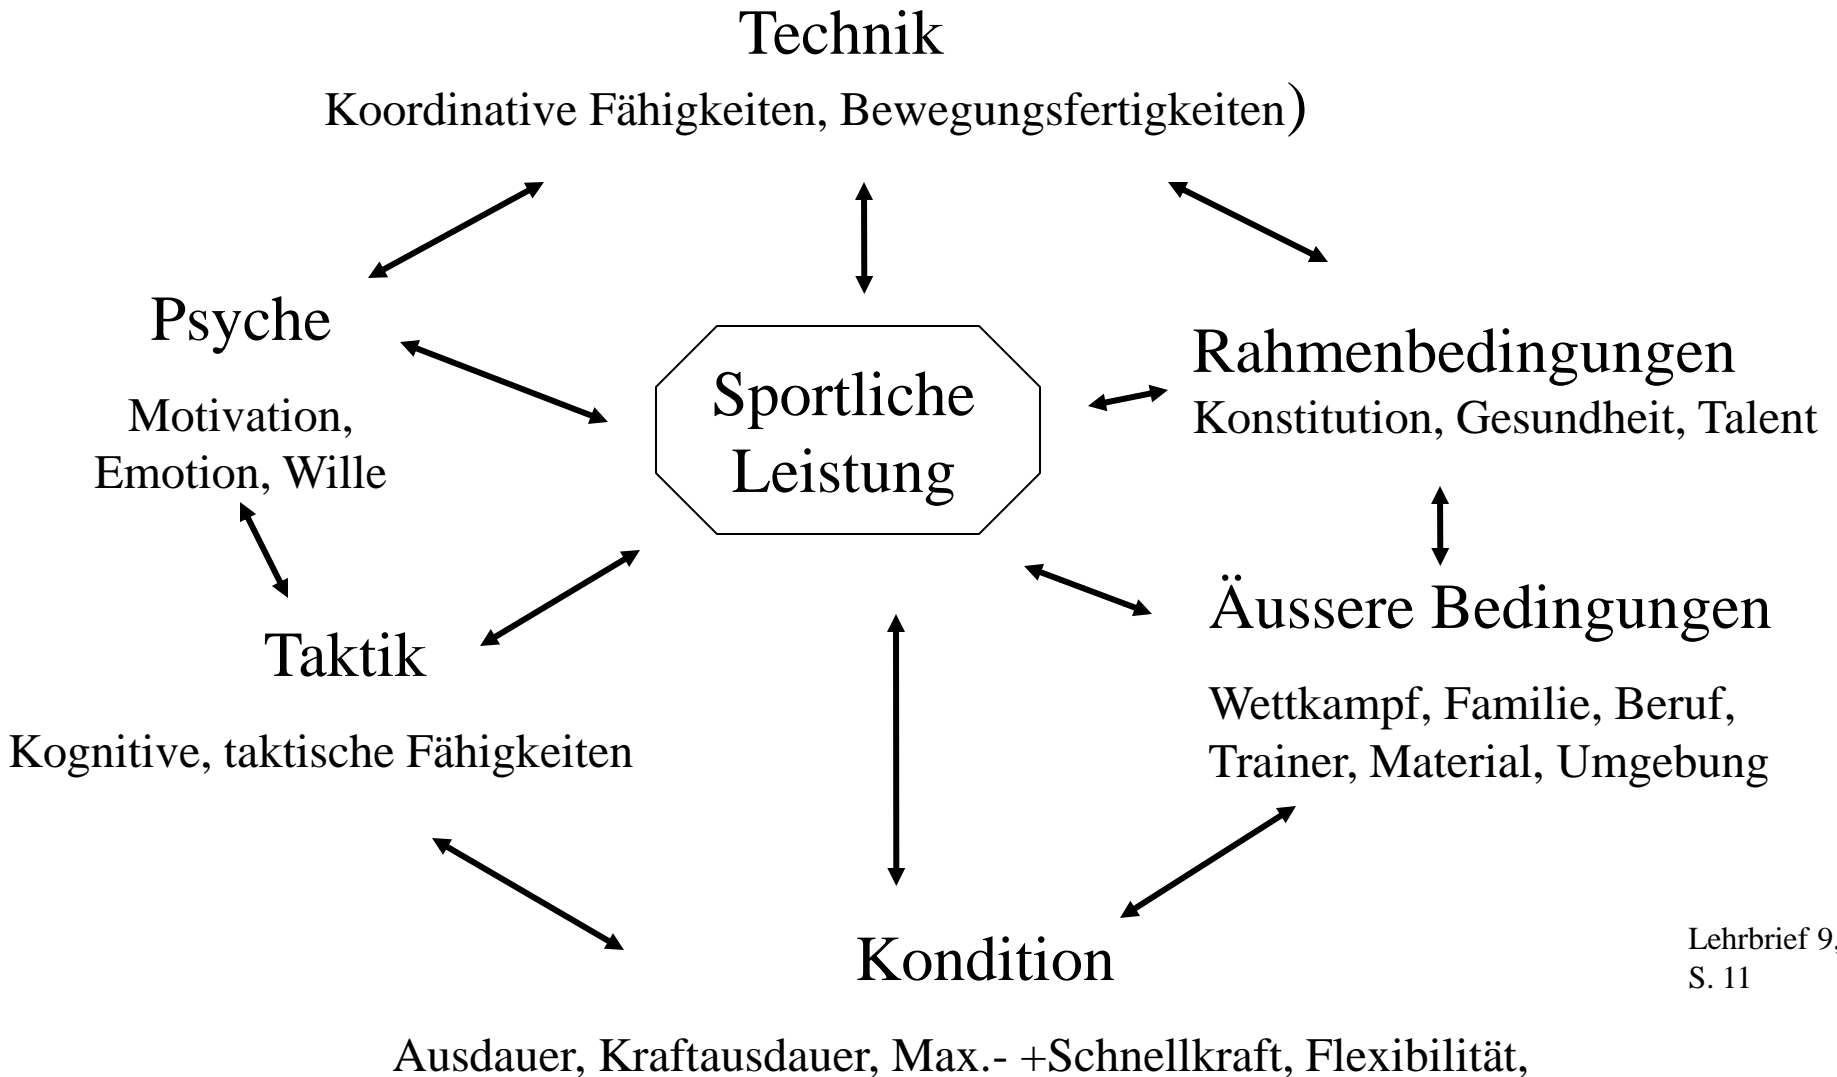 Technik
Koordinative Fähigkeiten, Bewegungsfertigkeiten)
Psyche
Motivation,
Emotion, Wille
Sportliche
Leistung
Rahmenbedingungen
Konstitution, Gesundheit, Talent
Taktik
Kognitive, taktische Fähigkeiten
Äussere Bedingungen
Wettkampf, Familie, Beruf,
Trainer, Material, Umgebung
Kondition
Ausdauer, Kraftausdauer, Max.- +Schnellkraft, Flexibilität,
Lehrbrief 9,
S. 11